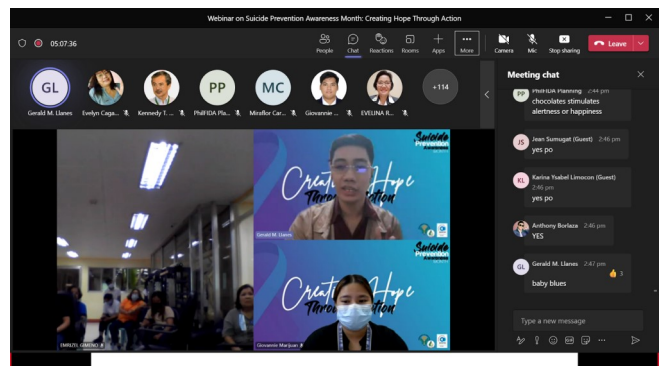 Webinar on Suicide Prevention Awareness Month: Creating Hope Through Action
05:07:36
People
Chat
Reactions
Rooms
Apps
More
Camera
Mic
Stop sharing
Leave
GL
PP
MC
+114
Gerald M. Llanes
Evelyn Caga...
Kennedy T. ...
PhilFIDA Pla...
Miraflor Car...
Giovannie ...
EVELINA R...
Suicide
Prevention
Creating Hope
Through Action
Gerald M. Llanes
Suicide
Prevention
Creating Hope
Through Action
EMRIZD. GIMENO
Giovannie Marijuan
Meeting chat
PP
PhilFIDA Planning 2:44 pm
chocolates stimulates
alertness or happiness
JS
Jean Sumugat (Guest) 2:46 pm
yes po
KL
Karina Ysabel Limocon (Guest)
2:46 pm
yes po
Anthony Borlaza 2:46 pm
YES
GL
Gerald M. Llanes 2:47 pm
3
baby blues
Type a new message
GIF